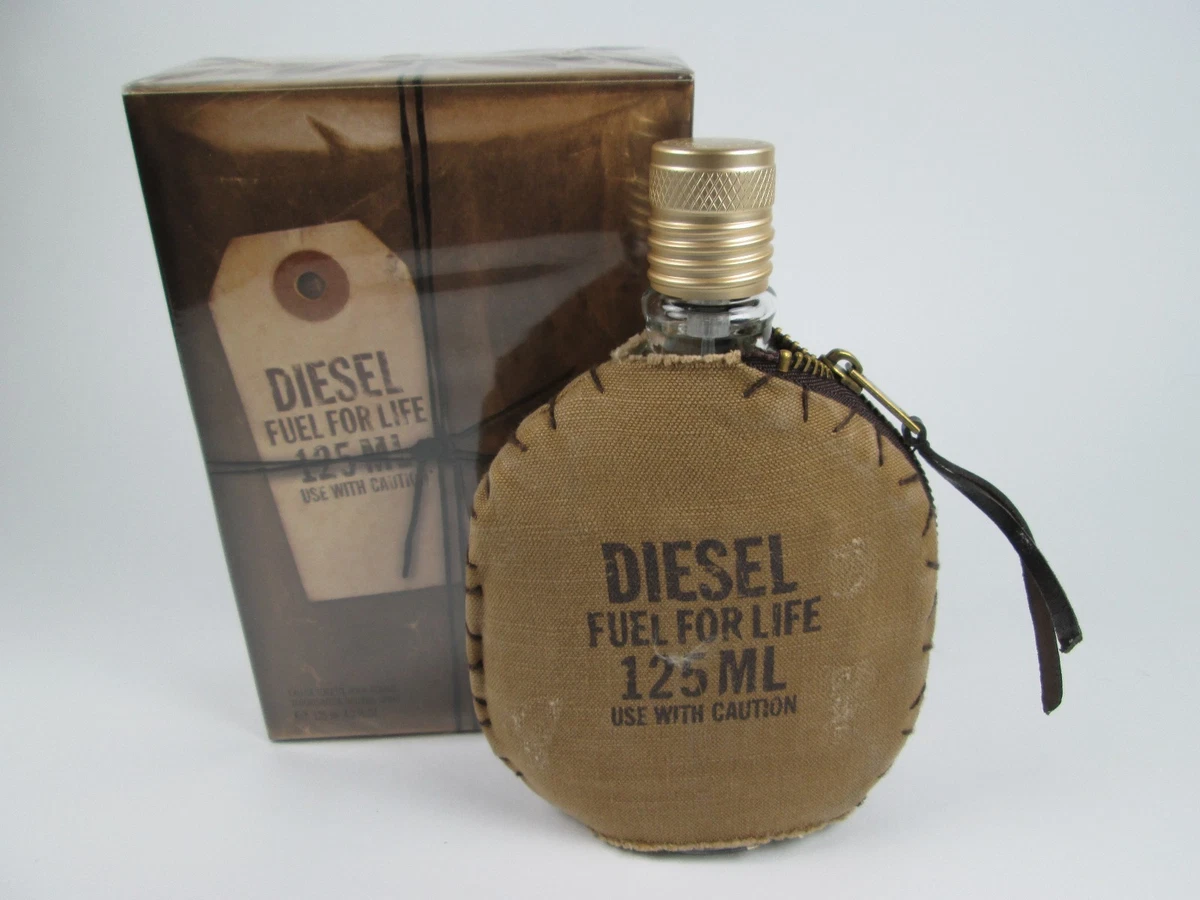 DIESEL
FUEL FOR LIFE
125 ML
USE WITH CAUTION
DIESEL
FUEL FOR LIFE
125 ML
USE WITH CAUTION